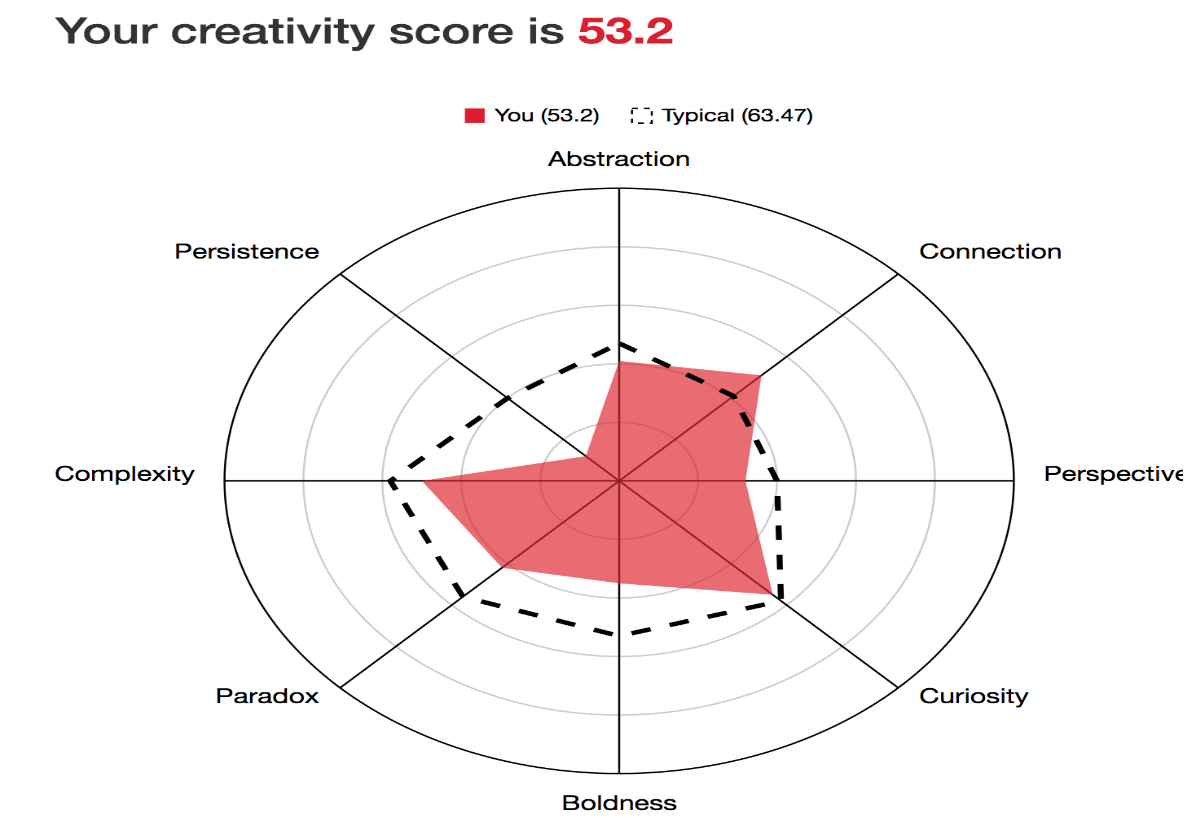 Your creativity score is 53.2
You (53.2) Typical (63.47)
Abstraction
Persistence
Connection
Complexity
Perspective
Paradox
Curiosity
Boldness